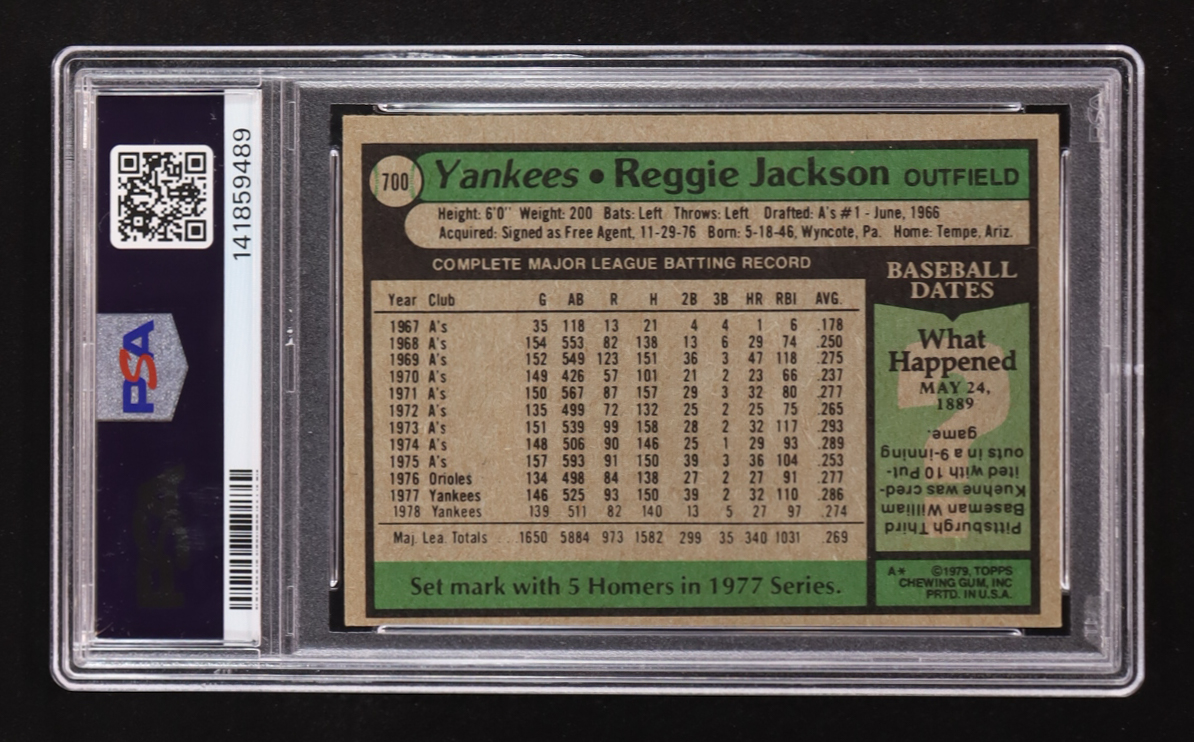 PSA
141859489
700
Yankees • Reggie Jackson OUTFIELD
Height: 6'0" Weight: 200 Bats: Left Throws: Left Drafted: A's #1 - June, 1966
Acquired: Signed as Free Agent, 11-29-76 Born: 5-18-46, Wyncote, Pa. Home: Tempe, Ariz.
COMPLETE MAJOR LEAGUE BATTING RECORD
Year Club G AB R H 2B 3B HR RBI AVG.
1967 A's 35 118 13 21 4 4 1 6 .178
1968 A's 154 553 82 138 13 6 29 74 .250
1969 A's 152 549 123 151 36 3 47 118 .275
1970 A's 149 426 57 101 21 2 23 66 .237
1971 A's 150 567 87 157 29 3 32 80 .277
1972 A's 135 499 72 132 25 2 25 75 .265
1973 A's 151 539 99 158 28 2 32 117 .293
1974 A's 148 506 90 146 25 1 29 93 .289
1975 A's 157 593 91 150 39 3 36 104 .253
1976 Orioles 134 498 84 138 27 2 27 91 .277
1977 Yankees 146 525 93 150 39 2 32 110 .286
1978 Yankees 139 511 82 140 13 5 27 97 .274
Maj. Lea. Totals ... 1650 5884 973 1582 299 35 340 1031 .269
Set mark with 5 Homers in 1977 Series.
BASEBALL
DATES
What
Happened
MAY 24,
1889
Pittsburgh Third
Baseman William
Kuehne was cred-
ited with 10 Put-
outs in a 9-inning
game.
A* ©1979, TOPPS
CHEWING GUM, INC
PRTD. IN U.S.A.